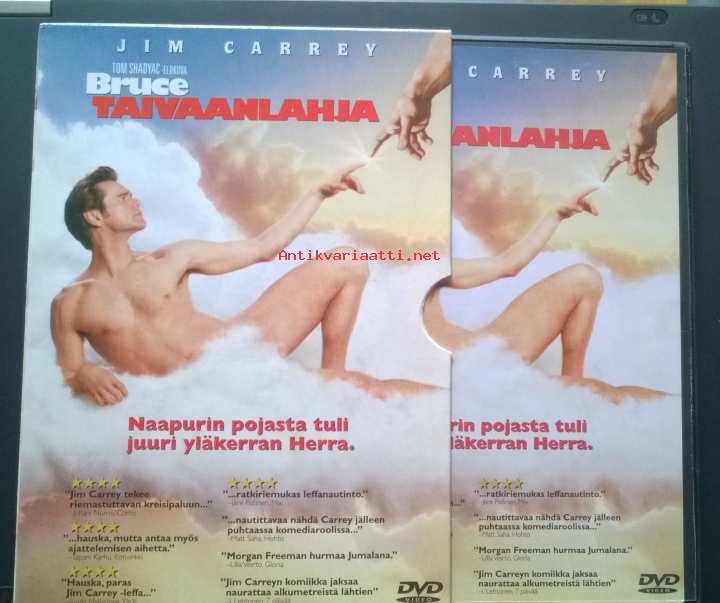 JIM CARREY
TOM SHADYAC -ELOKUVA
Bruce
TAIVAANLAHJA
Antikvariaatti.net
Naapurin pojasta tuli
juuri yläkerran Herra.
"Jim Carrey tekee
riemastuttavan kreisipaluun..."
"...hauska, mutta antaa myös
ajattelemisen aihetta."
"Hauska, paras
Jim Carrey -leffa..."
"...ratkiriemukas leffanautinto."
"...nautittavaa nähdä Carrey jälleen
puhtaassa komediaroolissa..."
"Morgan Freeman hurmaa Jumalana."
"Jim Carreyn komiikka jaksaa
naurattaa alkumetreistä lähtien"
DVD
VIDEO
CARREY
ANLAHJA
rin pojasta tuli
läkerran Herra.
"...ratkiriemukas leffanautinto."
"...nautittavaa nähdä Carrey jälleen
puhtaassa komediaroolissa..."
"Morgan Freeman hurmaa Jumalana."
"Jim Carreyn komiikka jaksaa
naurattaa alkumetreistä lähtien"
DVD
VIDEO